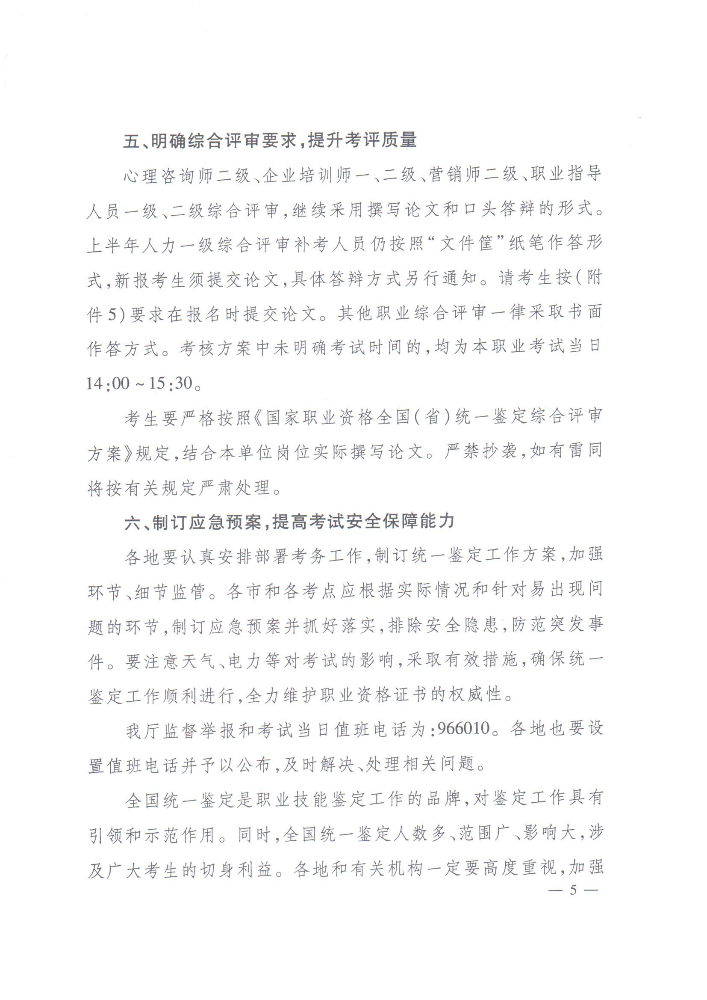 五、明确综合评审要求,提升考评质量
心理咨询师二级、企业培训师一、二级、营销师二级、职业指导
人员一级、二级综合评审,继续采用撰写论文和口头答辩的形式。
上半年人力一级综合评审补考人员仍按照“文件筐”纸笔作答形
式,新报考生须提交论文,具体答辩方式另行通知。请考生按(附
件5)要求在报名时提交论文。其他职业综合评审一律采取书面
作答方式。考核方案中未明确考试时间的,均为本职业考试当日
14:00~15:30。
考生要严格按照《国家职业资格全国(省)统一鉴定综合评审
方案》规定,结合本单位岗位实际撰写论文。严禁抄袭,如有雷同
将按有关规定严肃处理。
六、制订应急预案,提高考试安全保障能力
各地要认真安排部署考务工作,制订统一鉴定工作方案,加强
环节、细节监管。各市和各考点应根据实际情况和针对易出现问
题的环节,制订应急预案并抓好落实,排除安全隐患,防范突发事
件。要注意天气、电力等对考试的影响,采取有效措施,确保统一
鉴定工作顺利进行,全力维护职业资格证书的权威性。
我厅监督举报和考试当日值班电话为:966010。各地也要设
置值班电话并予以公布,及时解决、处理相关问题。
全国统一鉴定是职业技能鉴定工作的品牌,对鉴定工作具有
引领和示范作用。同时,全国统一鉴定人数多、范围广、影响大,涉
及广大考生的切身利益。各地和有关机构一定要高度重视,加强
— 5 —